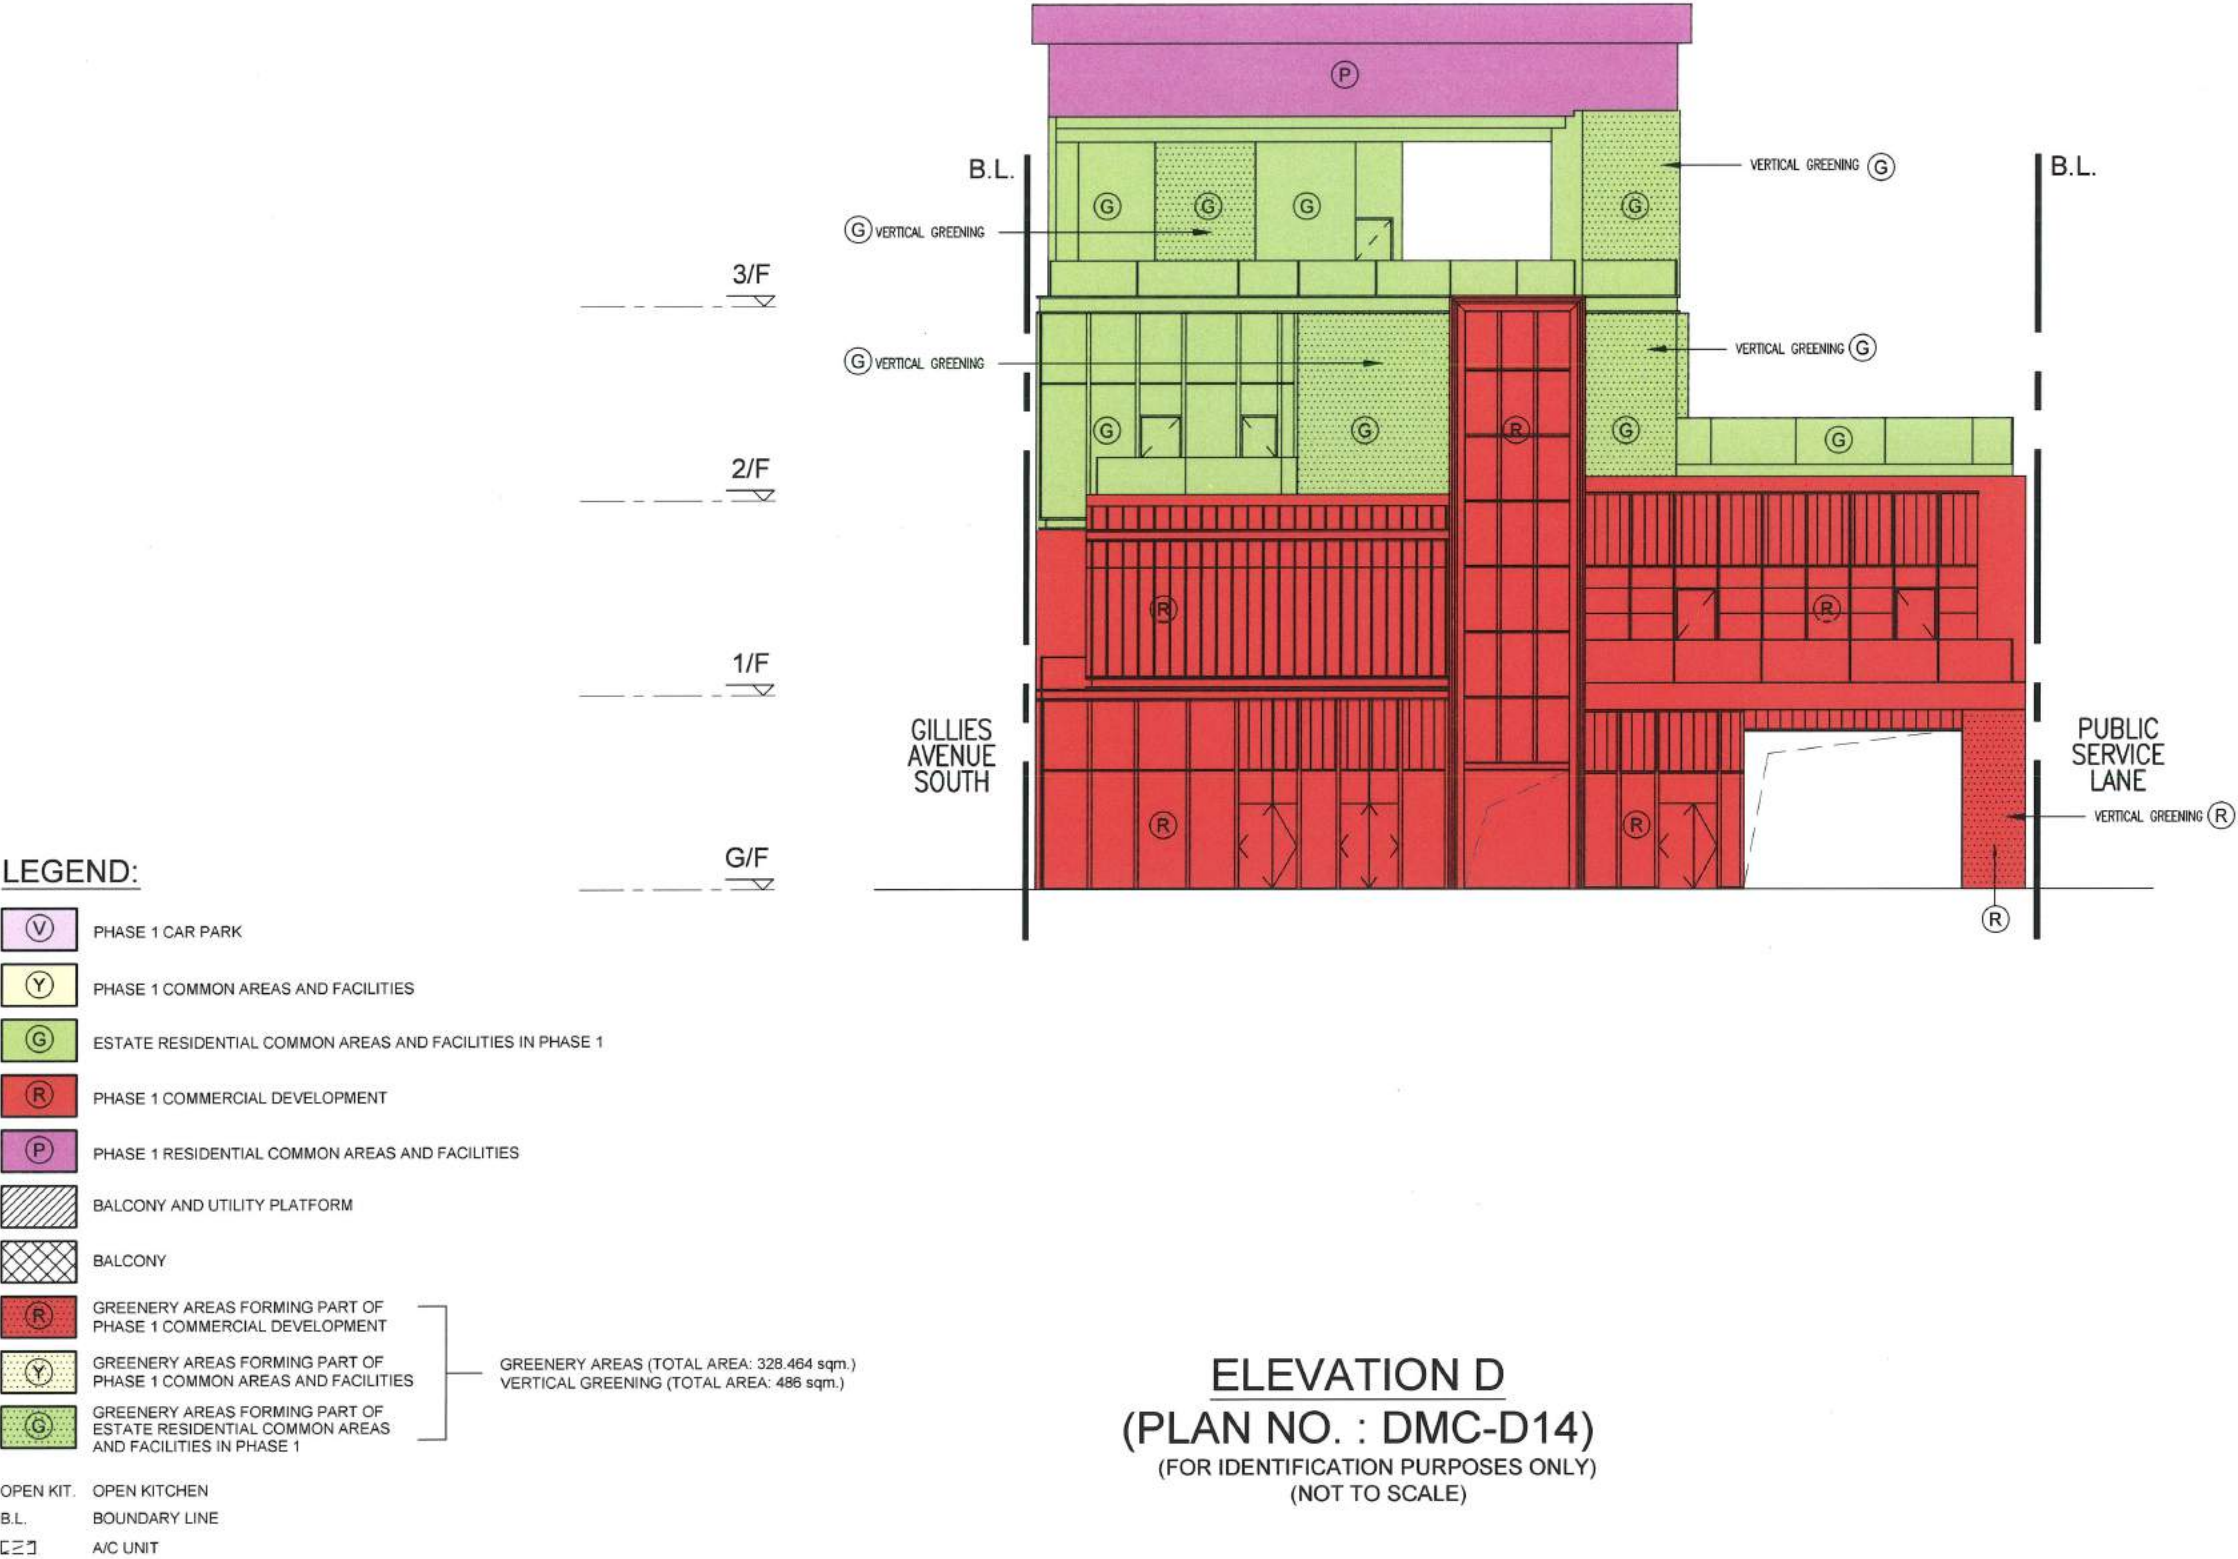 P
B.L.
VERTICAL GREENING G
B.L.
G
G
G
G
G VERTICAL GREENING
3/F
VERTICAL GREENING G
G VERTICAL GREENING
G
G
R
G
G
2/F
R
R
1/F
GILLIES
AVENUE
SOUTH
PUBLIC
SERVICE
LANE
VERTICAL GREENING R
R
R
G/F
R
LEGEND:
V PHASE 1 CAR PARK
Y PHASE 1 COMMON AREAS AND FACILITIES
G ESTATE RESIDENTIAL COMMON AREAS AND FACILITIES IN PHASE 1
R PHASE 1 COMMERCIAL DEVELOPMENT
P PHASE 1 RESIDENTIAL COMMON AREAS AND FACILITIES
BALCONY AND UTILITY PLATFORM
BALCONY
R GREENERY AREAS FORMING PART OF
PHASE 1 COMMERCIAL DEVELOPMENT
Y GREENERY AREAS FORMING PART OF
PHASE 1 COMMON AREAS AND FACILITIES
G GREENERY AREAS FORMING PART OF
ESTATE RESIDENTIAL COMMON AREAS
AND FACILITIES IN PHASE 1
GREENERY AREAS (TOTAL AREA: 328.464 sqm.)
VERTICAL GREENING (TOTAL AREA: 486 sqm.)
OPEN KIT. OPEN KITCHEN
B.L. BOUNDARY LINE
A/C UNIT
ELEVATION D
(PLAN NO. : DMC-D14)
(FOR IDENTIFICATION PURPOSES ONLY)
(NOT TO SCALE)